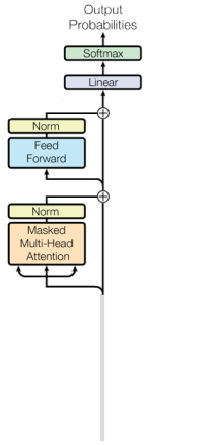 Output
Probabilities
Softmax
Linear
Norm
Feed
Forward
Norm
Masked
Multi-Head
Attention